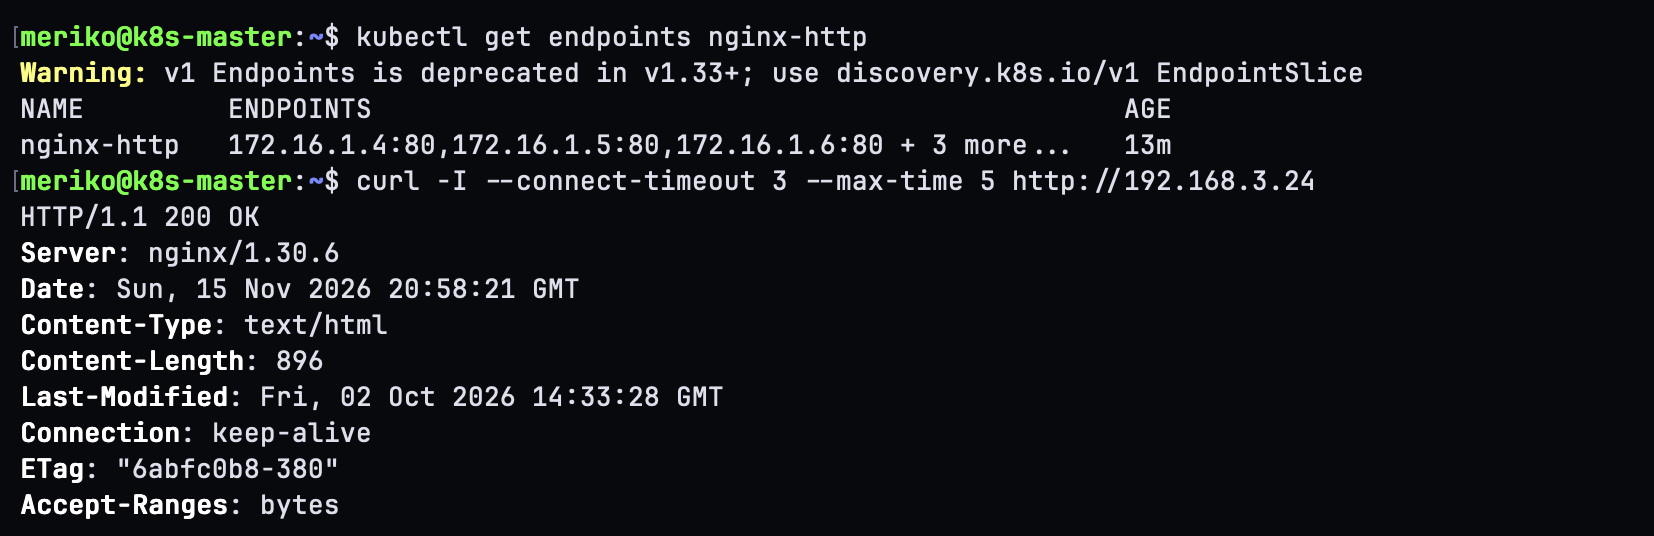 [meriko@k8s-master:~$ kubectl get endpoints nginx-http
Warning: v1 Endpoints is deprecated in v1.33+; use discovery.k8s.io/v1 EndpointSlice
NAME         ENDPOINTS                                               AGE
nginx-http   172.16.1.4:80,172.16.1.5:80,172.16.1.6:80 + 3 more...   13m
[meriko@k8s-master:~$ curl -I --connect-timeout 3 --max-time 5 http://192.168.3.24
HTTP/1.1 200 OK
Server: nginx/1.30.6
Date: Sun, 15 Nov 2026 20:58:21 GMT
Content-Type: text/html
Content-Length: 896
Last-Modified: Fri, 02 Oct 2026 14:33:28 GMT
Connection: keep-alive
ETag: "6abfc0b8-380"
Accept-Ranges: bytes